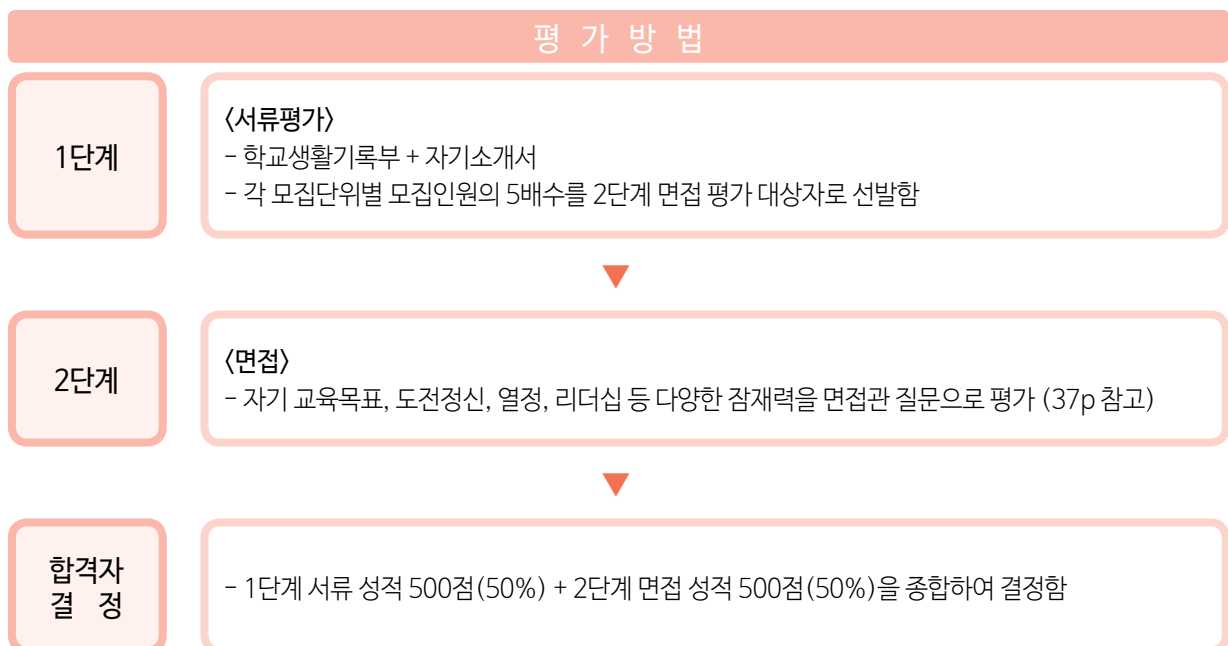 평 가 방 법
1단계
〈서류평가〉
- 학교생활기록부 + 자기소개서
- 각 모집단위별 모집인원의 5배수를 2단계 면접 평가 대상자로 선발함
2단계
〈면접〉
- 자기 교육목표, 도전정신, 열정, 리더십 등 다양한 잠재력을 면접관 질문으로 평가 (37p 참고)
합격자
결 정
- 1단계 서류 성적 500점(50%) + 2단계 면접 성적 500점(50%)을 종합하여 결정함